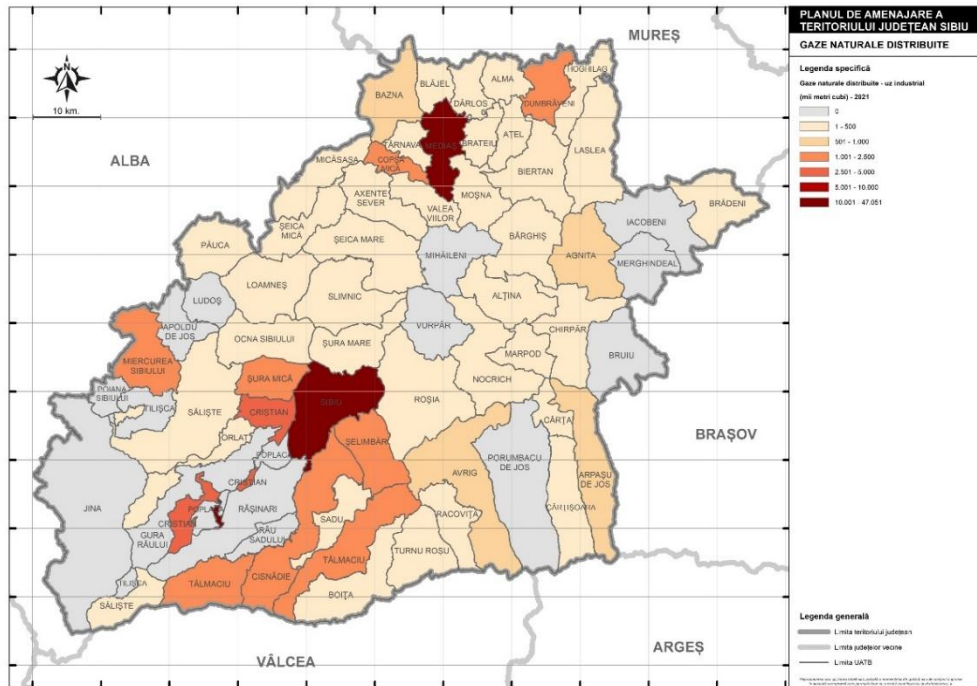 PLANUL DE AMENAJARE A
TERITORIULUI JUDEȚEAN SIBIU
GAZE NATURALE DISTRIBUITE
Legenda specifică
Gaze naturale distribuite - uz industrial
(mii metri cubi) - 2021
0
1 - 500
501 - 1.000
1.001 - 2.500
2.501 - 5.000
5.001 - 10.000
10.001 - 47.051
N
10 km.
MUREȘ
ALBA
BRAȘOV
VÂLCEA
ARGEȘ
HOGHILAG
BLĂJEL
ALMA
BAZNA
DÂRLOS
DUMBRĂVENI
TÂRNAVA
MEDIAȘ
BRATEIU
AȚEL
LASLEA
MICĂSASA
COPȘA
MICĂ
BIERTAN
AXENTE
SEVER
MOȘNA
VALEA
VIILOR
BRĂDENI
IACOBENI
ȘEICA
MICĂ
ȘEICA MARE
BÂRGHIȘ
PĂUCA
MIHĂILENI
AGNITA
MERGHINDEAL
LOAMNEȘ
LUDOȘ
SLIMNIC
ALȚINA
APOLDU
DE JOS
VURPĂR
CHIRPĂR
OCNA SIBIULUI
ȘURA MARE
MARPOD
BRUIU
MIERCUREA
SIBIULUI
ȘURA MICĂ
NOCRICH
POIANA
SIBIULUI
TILIȘCA
SĂLIȘTE
CRISTIAN
SIBIU
ROȘIA
CÂRȚA
ORLAT
ȘELIMBĂR
POPLACA
PORUMBACU
DE JOS
AVRIG
ARPAȘU
DE JOS
CRISTIAN
JINA
POPLACA
RĂȘINARI
CÂRȚIȘOARA
CRISTIAN
SADU
RACOVIȚA
GURA
RÂULUI
RÂU
SADULUI
TURNU ROȘU
TĂLMACIU
TILIȘCA
TĂLMACIU
CISNĂDIE
BOIȚA
SĂLIȘTE
Legenda generală
Limita teritoriului județean
Limita județelor vecine
Limita UATB